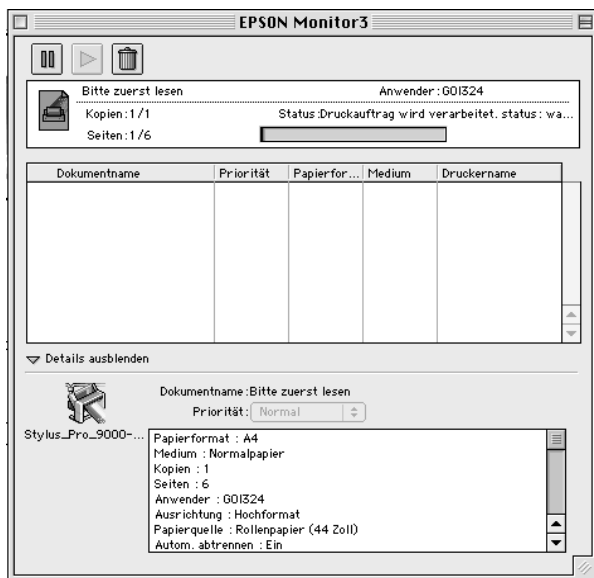 EPSON Monitor3
Bitte zuerst lesen
Anwender:GOI324
Kopien:1/1
Status:Druckauftrag wird verarbeitet. status: wa...
Seiten:1/6
Dokumentname Priorität Papierfor... Medium Druckername
Details ausblenden
Dokumentname:Bitte zuerst lesen
Priorität: Normal
Stylus_Pro_9000-...
Papierformat : A4
Medium : Normalpapier
Kopien : 1
Seiten : 6
Anwender : GOI324
Ausrichtung : Hochformat
Papierquelle : Rollenpapier (44 Zoll)
Autom. abtrennen : Ein